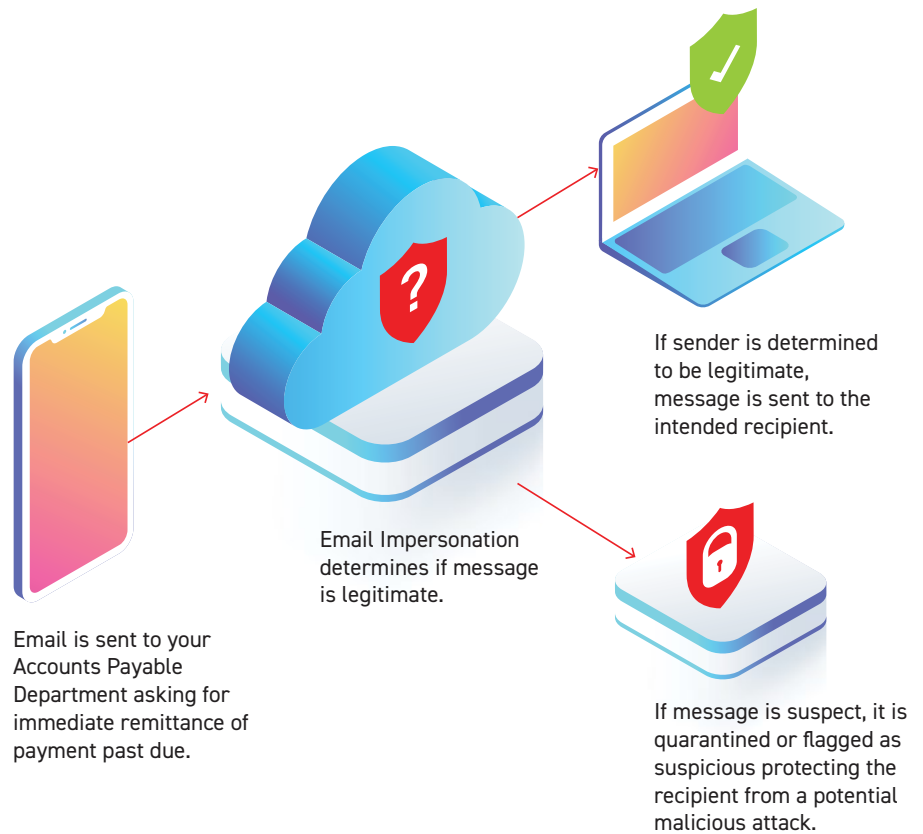 Email is sent to your
Accounts Payable
Department asking for
immediate remittance of
payment past due.
?
Email Impersonation
determines if message
is legitimate.
If sender is determined
to be legitimate,
message is sent to the
intended recipient.
If message is suspect, it is
quarantined or flagged as
suspicious protecting the
recipient from a potential
malicious attack.